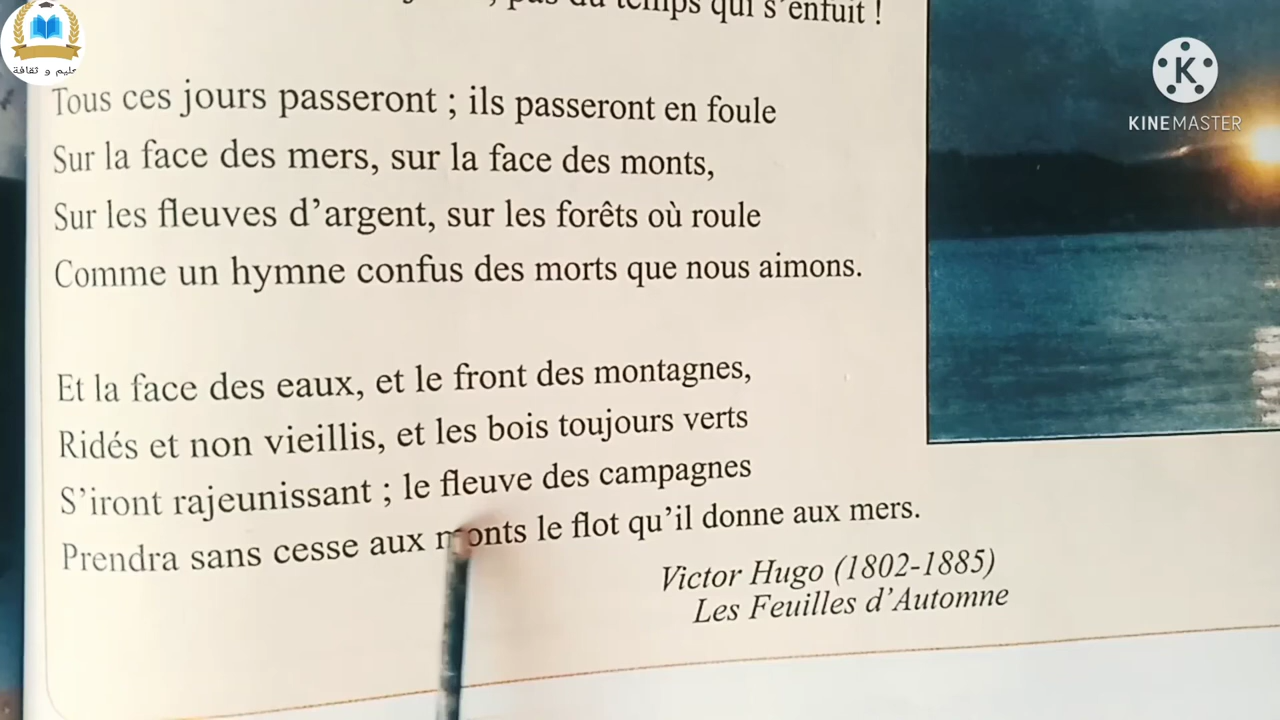 temps qui s'enfuit !
Tous ces jours passeront ; ils passeront en foule
Sur la face des mers, sur la face des monts,
Sur les fleuves d'argent, sur les forêts où roule
Comme un hymne confus des morts que nous aimons.
Et la face des eaux, et le front des montagnes,
Ridés et non vieillis, et les bois toujours verts
S'iront rajeunissant ; le fleuve des campagnes
Prendra sans cesse aux monts le flot qu'il donne aux mers.
Victor Hugo (1802-1885)
Les Feuilles d'Automne
و ثقافة
KINEMASTER